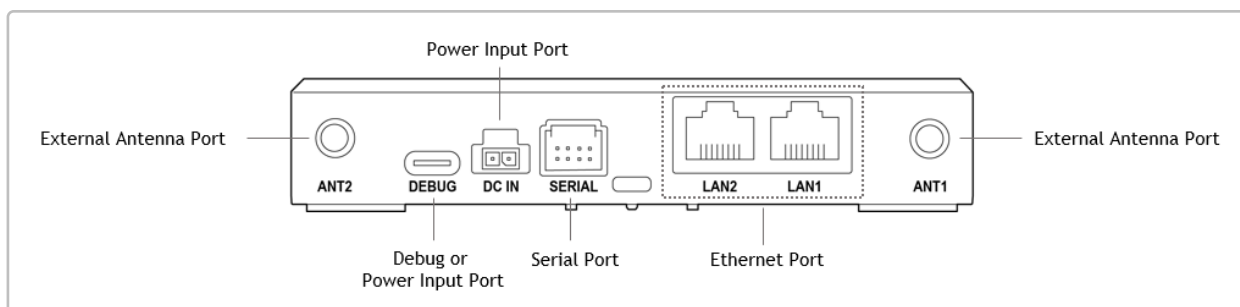 Power Input Port
External Antenna Port
External Antenna Port
ANT2
DEBUG
DC IN
SERIAL
LAN2
LAN1
ANT1
Debug or
Power Input Port
Serial Port
Ethernet Port